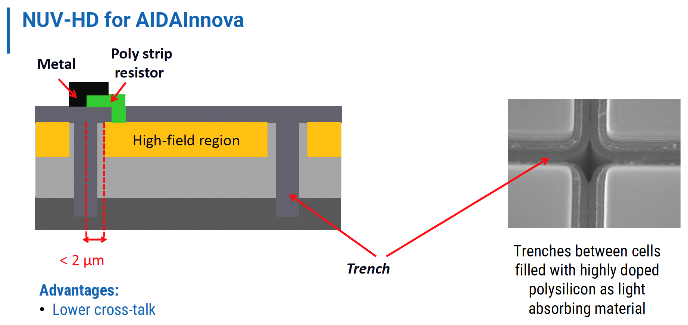 NUV-HD for AIDAInnova
Poly strip
resistor
Metal
High-field region
< 2 µm
Trench
Trenches between cells
filled with highly doped
polysilicon as light
absorbing material
Advantages:
• Lower cross-talk